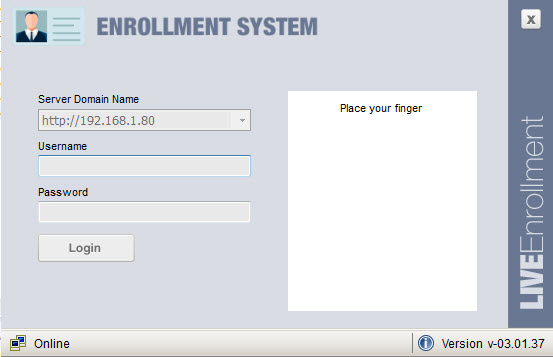 ENROLLMENT SYSTEM
x
Server Domain Name
http://192.168.1.80
Username
Password
Login
Place your finger
LIVEEnrollment
Online
Version v-03.01.37